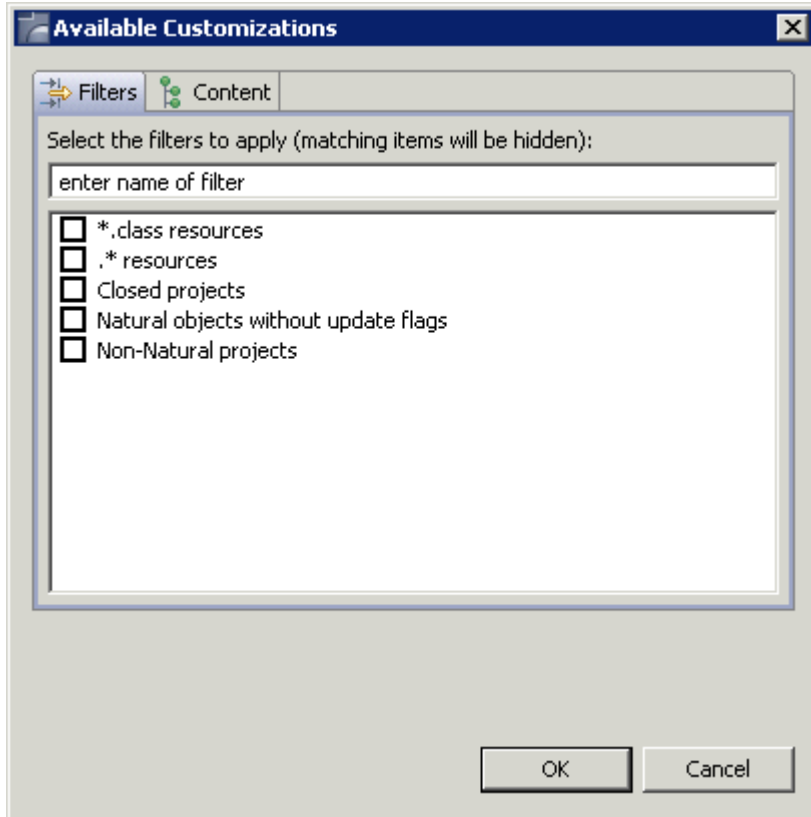 Available Customizations
Filters Content
Select the filters to apply (matching items will be hidden):
enter name of filter
*.class resources
.* resources
Closed projects
Natural objects without update flags
Non-Natural projects
OK Cancel